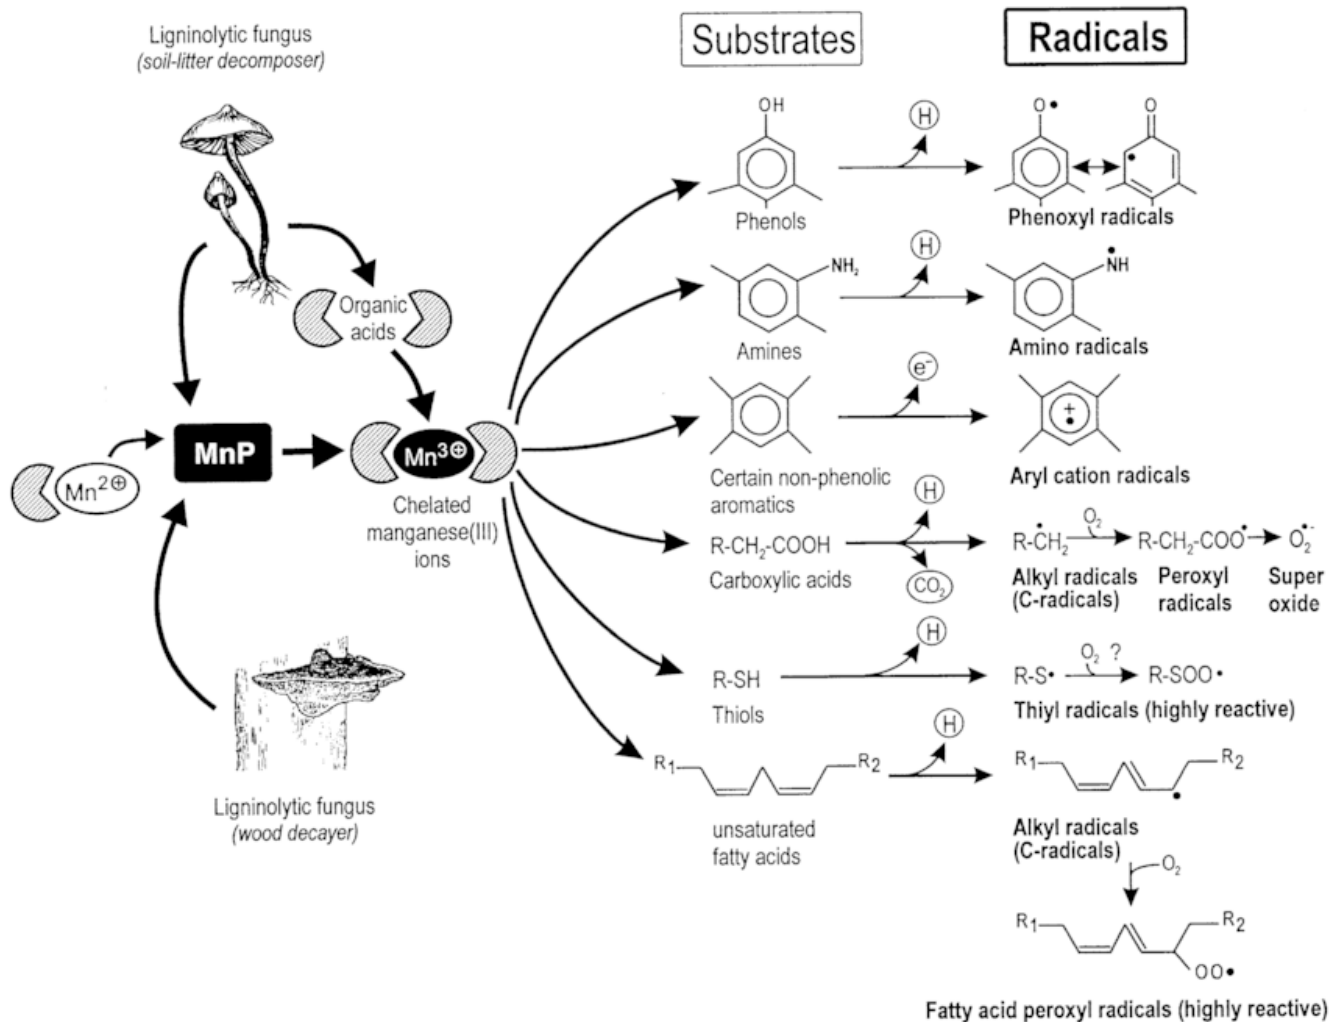 Ligninolytic fungus
(soil-litter decomposer)
Organic
acids
Mn2⊕
MnP
Mn3⊕
Chelated
manganese(III)
ions
Ligninolytic fungus
(wood decayer)
Substrates
Radicals
OH
H
O•
O
Phenols
Phenoxyl radicals
NH2
H
NH
Amines
Amino radicals
e–
+
Certain non-phenolic
aromatics
Aryl cation radicals
R-CH2-COOH
H
CO2
R-CH2
O2
R-CH2-COO•
O2•-
Carboxylic acids
Alkyl radicals
(C-radicals)
Peroxyl
radicals
Super
oxide
R-SH
H
R-S•
O2 ?
R-SOO•
Thiols
Thiyl radicals (highly reactive)
R1
R2
H
R1
R2
unsaturated
fatty acids
Alkyl radicals
(C-radicals)
O2
R1
R2
OO•
Fatty acid peroxyl radicals (highly reactive)